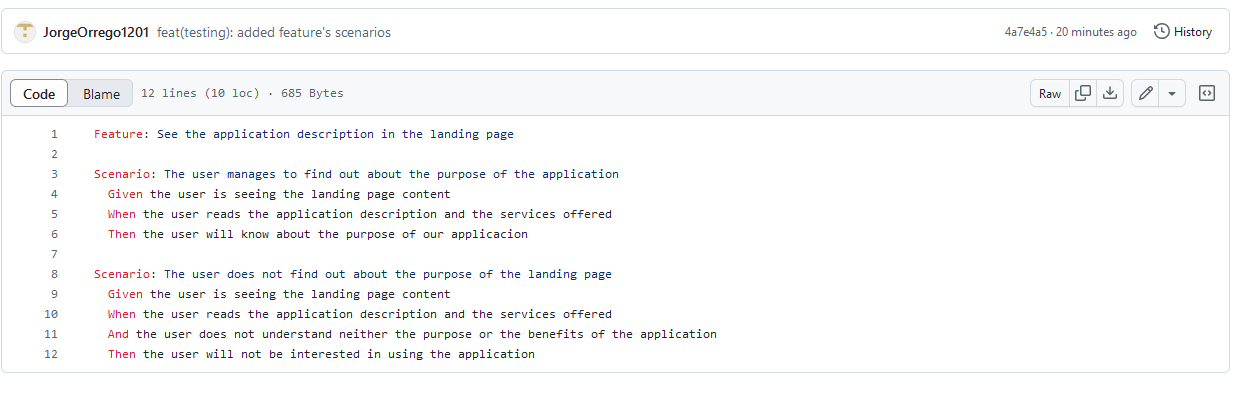 JorgeOrrego1201 feat(testing): added feature's scenarios 4a7e4a5 · 20 minutes ago History
Code Blame 12 lines (10 loc) · 685 Bytes Raw
1 Feature: See the application description in the landing page
2
3 Scenario: The user manages to find out about the purpose of the application
4 Given the user is seeing the landing page content
5 When the user reads the application description and the services offered
6 Then the user will know about the purpose of our applicacion
7
8 Scenario: The user does not find out about the purpose of the landing page
9 Given the user is seeing the landing page content
10 When the user reads the application description and the services offered
11 And the user does not understand neither the purpose or the benefits of the application
12 Then the user will not be interested in using the application